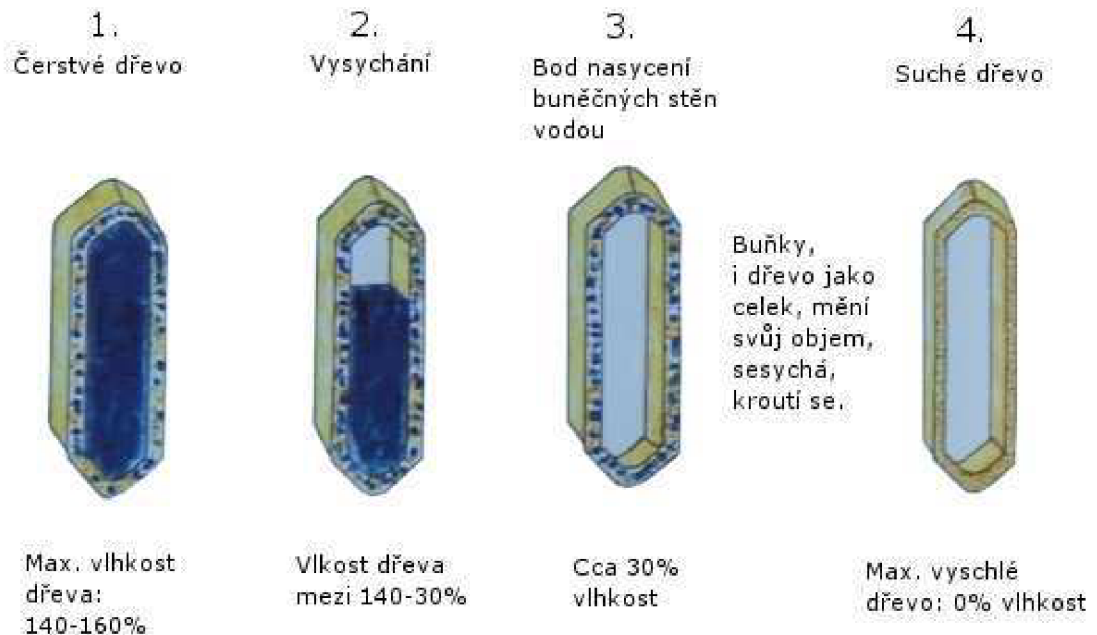 1.
Čerstvé dřevo
2.
Vysychání
3.
Bod nasycení
buněčných stěn
vodou
4.
Suché dřevo
Buňky,
i dřevo jako
celek, mění
svůj objem,
sesychá,
kroutí se.
Max. vlhkost
dřeva:
140-160%
Vlkost dřeva
mezi 140-30%
Cca 30%
vlhkost
Max. vyschlé
dřevo: 0% vlhkost